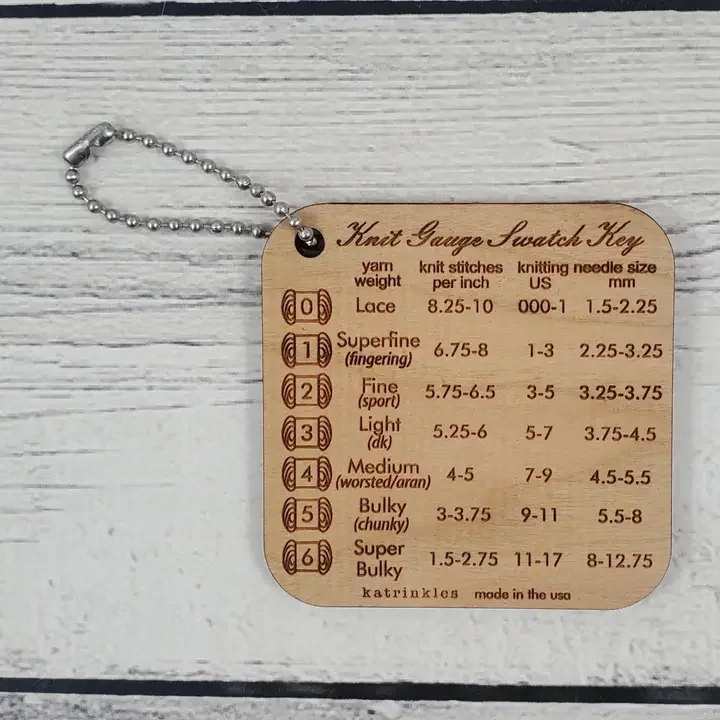 Knit Gauge Swatch Key
yarn weight knit stitches per inch knitting needle size US mm
0 Lace 8.25-10 000-1 1.5-2.25
1 Superfine (fingering) 6.75-8 1-3 2.25-3.25
2 Fine (sport) 5.75-6.5 3-5 3.25-3.75
3 Light (dk) 5.25-6 5-7 3.75-4.5
4 Medium (worsted/aran) 4-5 7-9 4.5-5.5
5 Bulky (chunky) 3-3.75 9-11 5.5-8
6 Super Bulky 1.5-2.75 11-17 8-12.75
katrinkles made in the usa